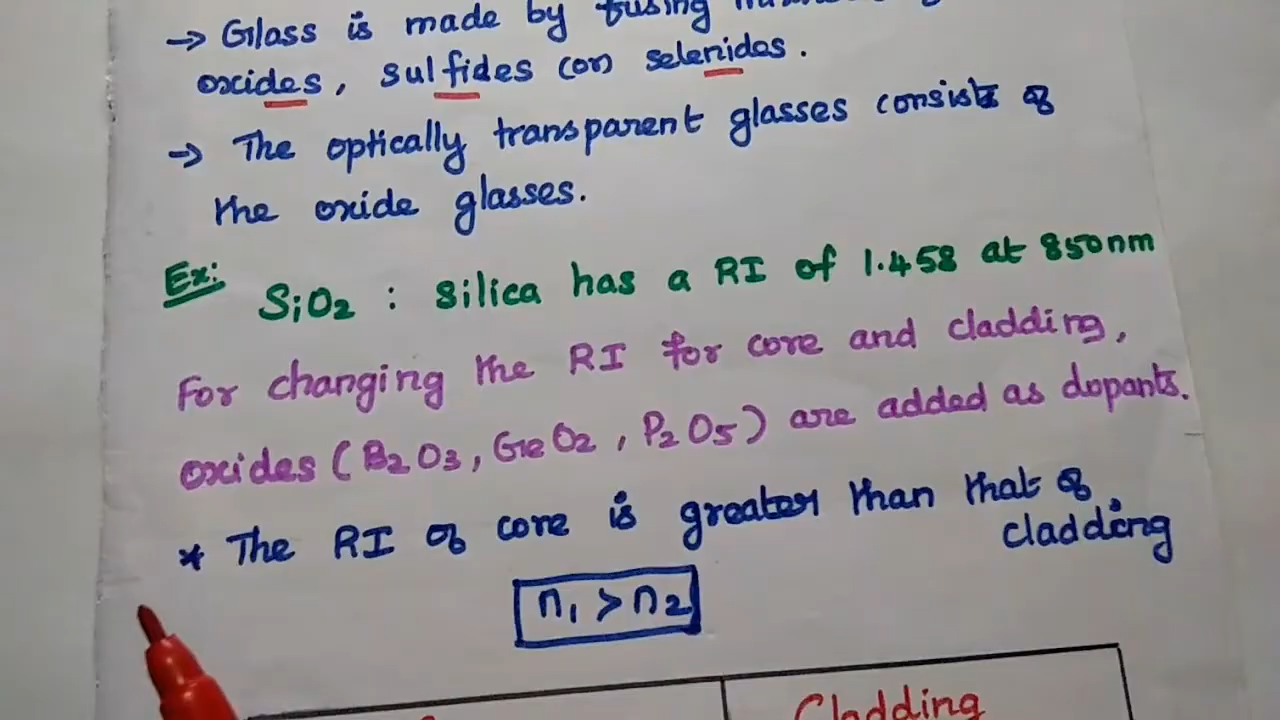 → Glass is made by fusing
oxides, sulfides (or) selenides.
→ The optically transparent glasses consists of
the oxide glasses.
Ex: SiO2 : Silica has a RI of 1.458 at 850nm
For changing the RI for core and cladding,
oxides (B2O3, GeO2, P2O5) are added as dopants.
* The RI of core is greater than that of
cladding
n1 > n2
Cladding